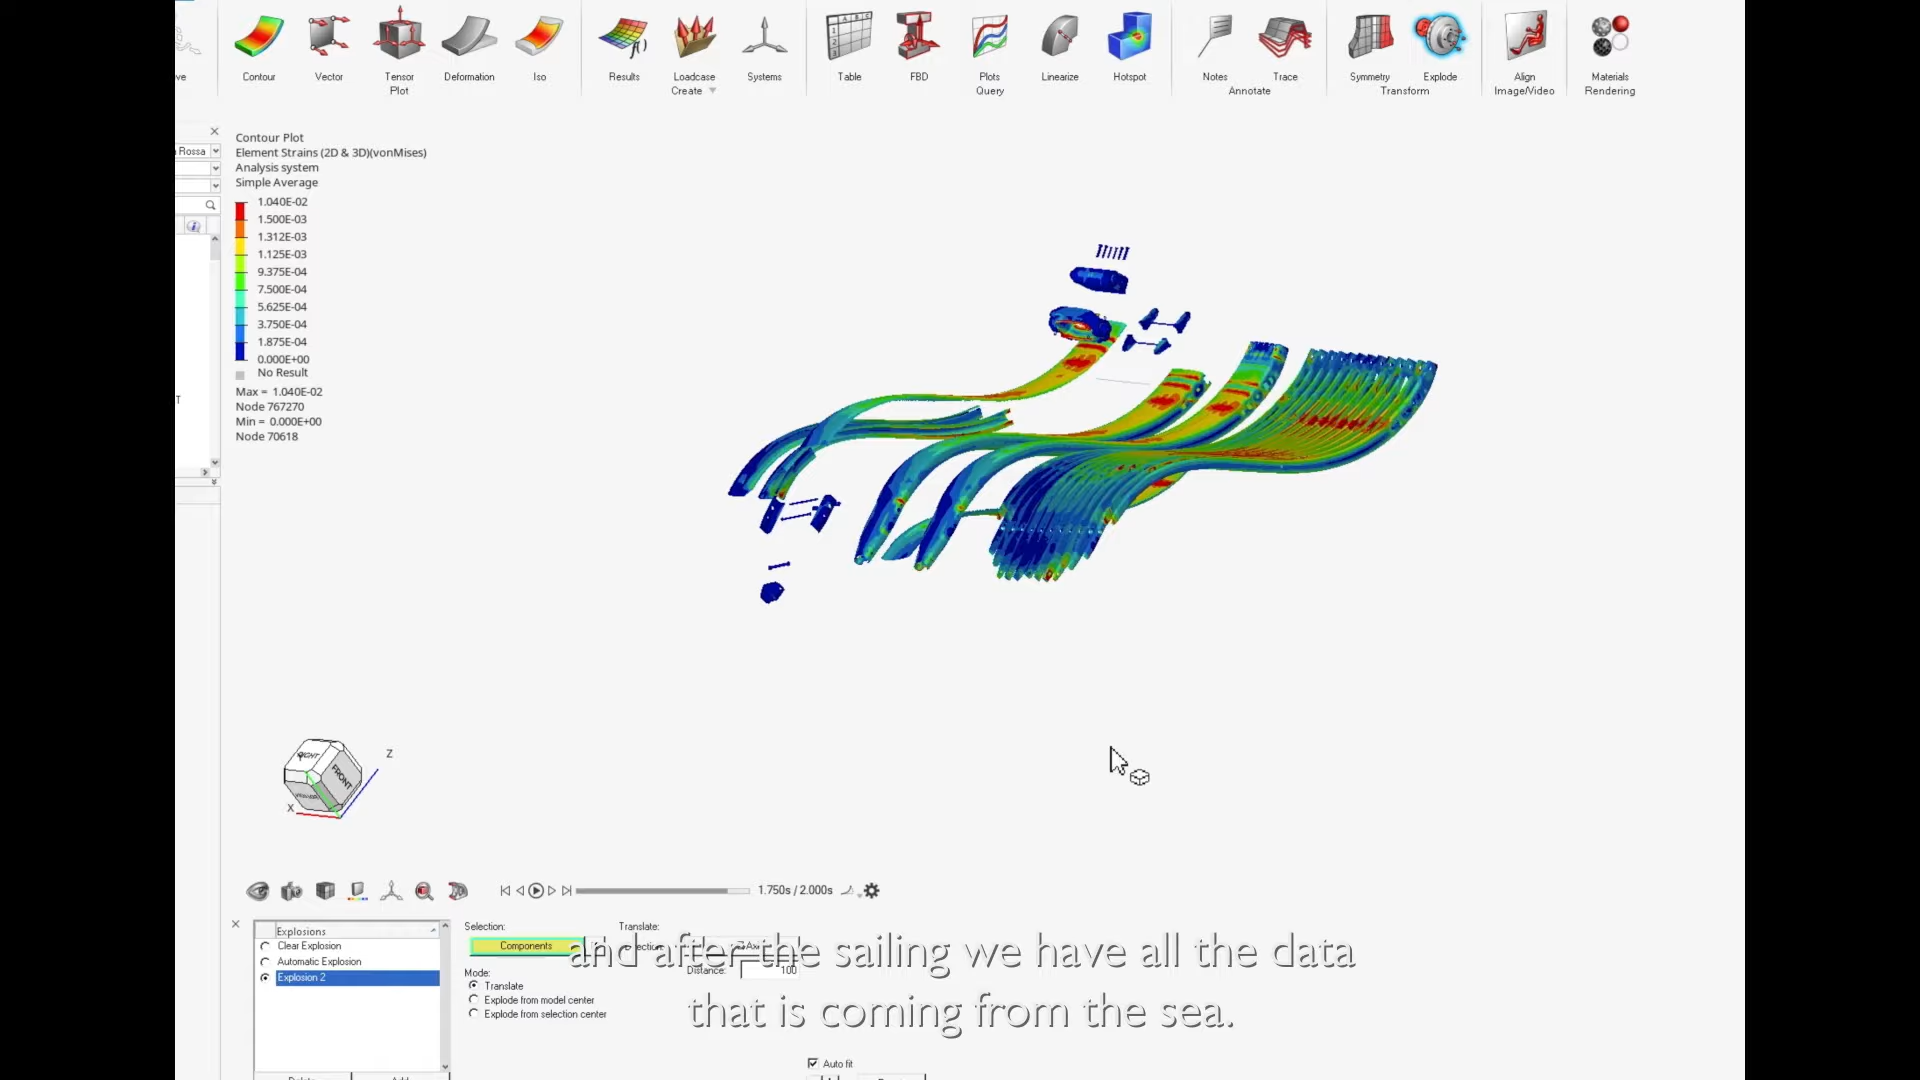 ve
Contour
Vector
Tensor
Deformation
Iso
Results
Loadcase
Systems
Table
FBD
Plots
Linearize
Hotspot
Notes
Trace
Symmetry
Explode
Align
Materials
Plot
Create
Query
Annotate
Transform
Image/Video
Rendering
Rossa
Contour Plot
Element Strains (2D & 3D)(vonMises)
Analysis system
Simple Average
1.040E-02
1.500E-03
1.312E-03
1.125E-03
9.375E-04
7.500E-04
5.625E-04
3.750E-04
1.875E-04
0.000E+00
No Result
Max = 1.040E-02
Node 767270
Min = 0.000E+00
Node 70618
T
RIGHT
FRONT
Z
X
1.750s / 2.000s
Explosions
Clear Explosion
Automatic Explosion
Explosion 2
Selection:
Components
Mode:
Translate
Explode from model center
Explode from selection center
Translate:
Distance:
100
and after the sailing we have all the data
that is coming from the sea.
Auto fit